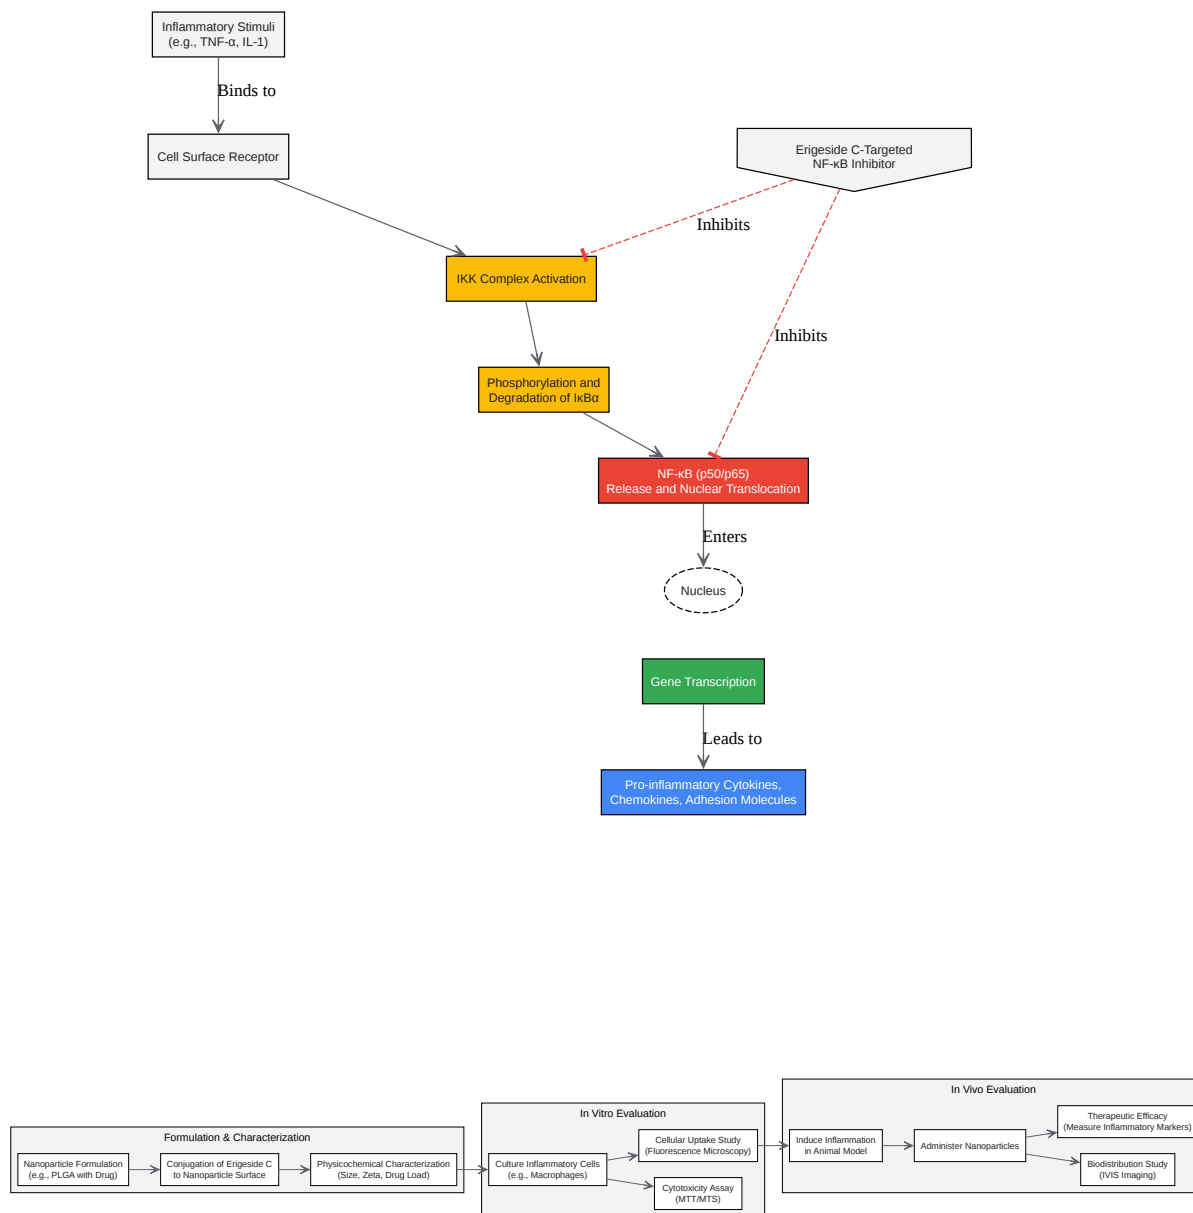 Inflammatory Stimuli
(e.g., TNF-α, IL-1)
Binds to
Cell Surface Receptor
Erigeside C-Targeted
NF-κB Inhibitor
Inhibits
IKK Complex Activation
Inhibits
Phosphorylation and
Degradation of IκBα
NF-κB (p50/p65)
Release and Nuclear Translocation
Enters
Nucleus
Gene Transcription
Leads to
Pro-inflammatory Cytokines,
Chemokines, Adhesion Molecules
Formulation & Characterization
Nanoparticle Formulation
(e.g., PLGA with Drug)
Conjugation of Erigeside C
to Nanoparticle Surface
Physicochemical Characterization
(Size, Zeta, Drug Load)
In Vitro Evaluation
Culture Inflammatory Cells
(e.g., Macrophages)
Cellular Uptake Study
(Fluorescence Microscopy)
Cytotoxicity Assay
(MTT/MTS)
In Vivo Evaluation
Induce Inflammation
in Animal Model
Administer Nanoparticles
Therapeutic Efficacy
(Measure Inflammatory Markers)
Biodistribution Study
(IVIS Imaging)